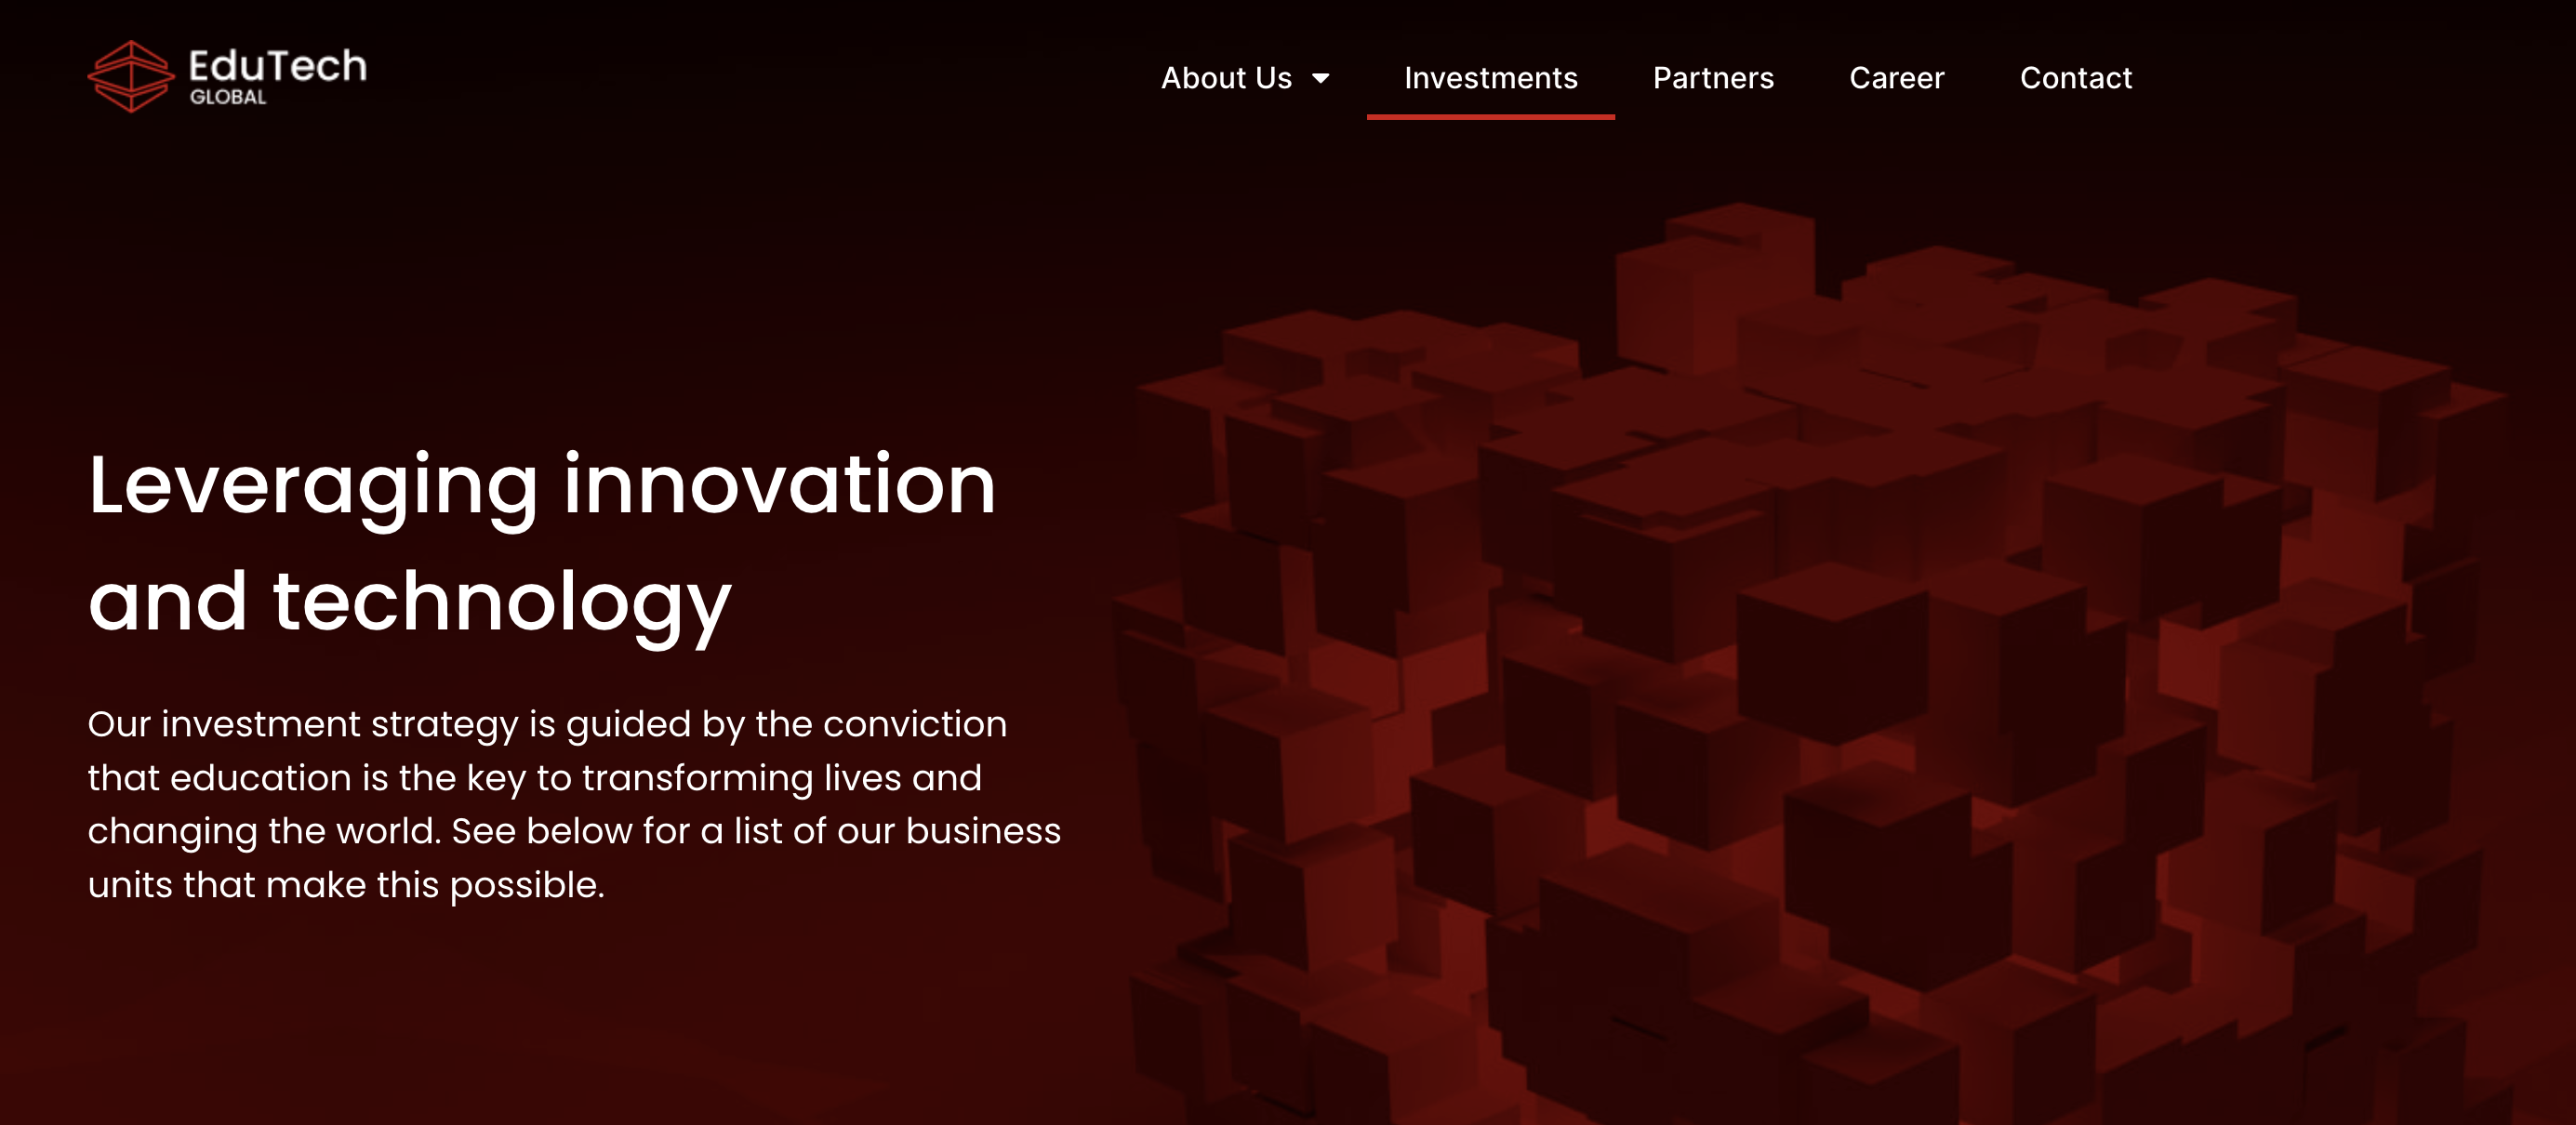 EduTech
GLOBAL
About Us
Investments
Partners
Career
Contact
Leveraging innovation
and technology
Our investment strategy is guided by the conviction
that education is the key to transforming lives and
changing the world. See below for a list of our business
units that make this possible.